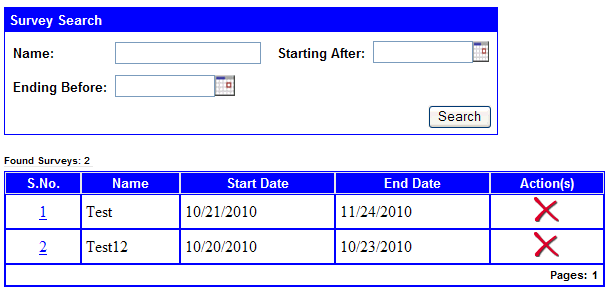 Survey Search
Name: Starting After:
Ending Before:
Search
Found Surveys: 2
S.No. Name Start Date End Date Action(s)
1 Test 10/21/2010 11/24/2010
2 Test12 10/20/2010 10/23/2010
Pages: 1